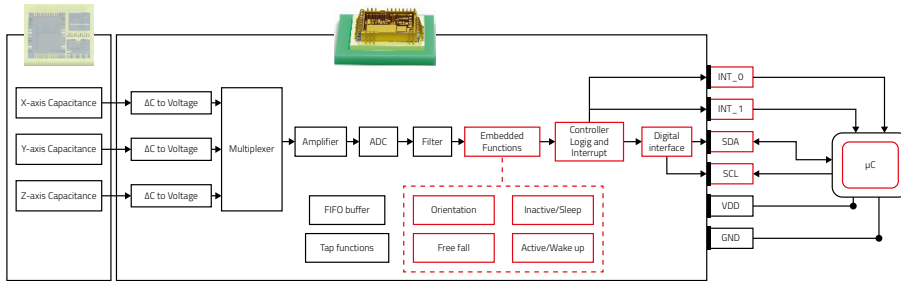 X-axis Capacitance
ΔC to Voltage
Y-axis Capacitance
ΔC to Voltage
Z-axis Capacitance
ΔC to Voltage
Multiplexer
Amplifier
ADC
Filter
Embedded
Functions
Controller
Logig and
Interrupt
Digital
interface
INT_0
INT_1
SDA
SCL
VDD
GND
μC
FIFO buffer
Tap functions
Orientation
Inactive/Sleep
Free fall
Active/Wake up